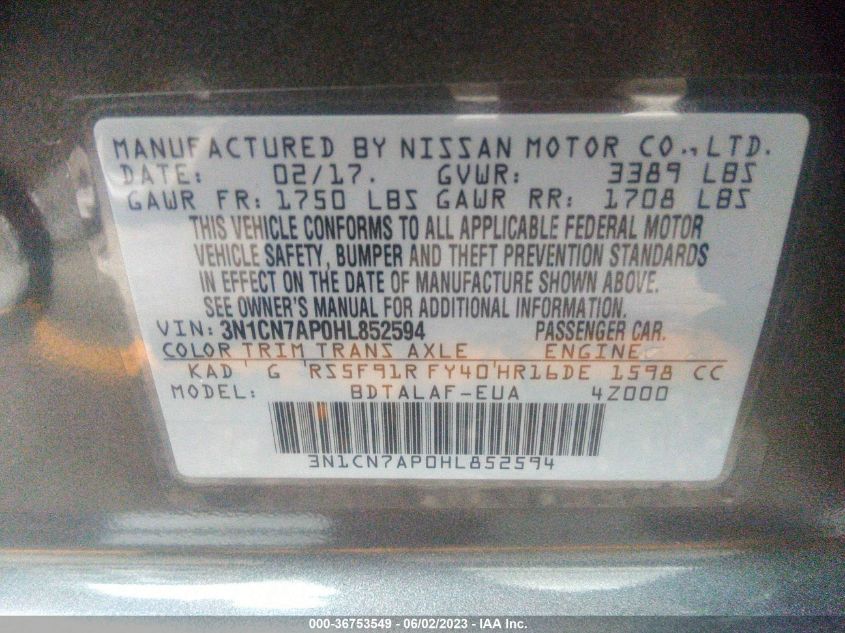 MANUFACTURED BY NISSAN MOTOR CO., LTD.
DATE: 02/17. GVWR: 3389 LBS
GAWR FR: 1750 LBS GAWR RR: 1708 LBS
THIS VEHICLE CONFORMS TO ALL APPLICABLE FEDERAL MOTOR
VEHICLE SAFETY, BUMPER AND THEFT PREVENTION STANDARDS
IN EFFECT ON THE DATE OF MANUFACTURE SHOWN ABOVE.
SEE OWNER'S MANUAL FOR ADDITIONAL INFORMATION.
VIN: 3N1CN7AP0HL852594 PASSENGER CAR.
COLOR TRIM TRANS AXLE ENGINE
KAD G RS5F91R FY40 HR16DE 1598 CC
MODEL: BDTALAF-EUA 4Z000
3N1CN7AP0HL852594
000-36753549 - 06/02/2023 - IAA Inc.